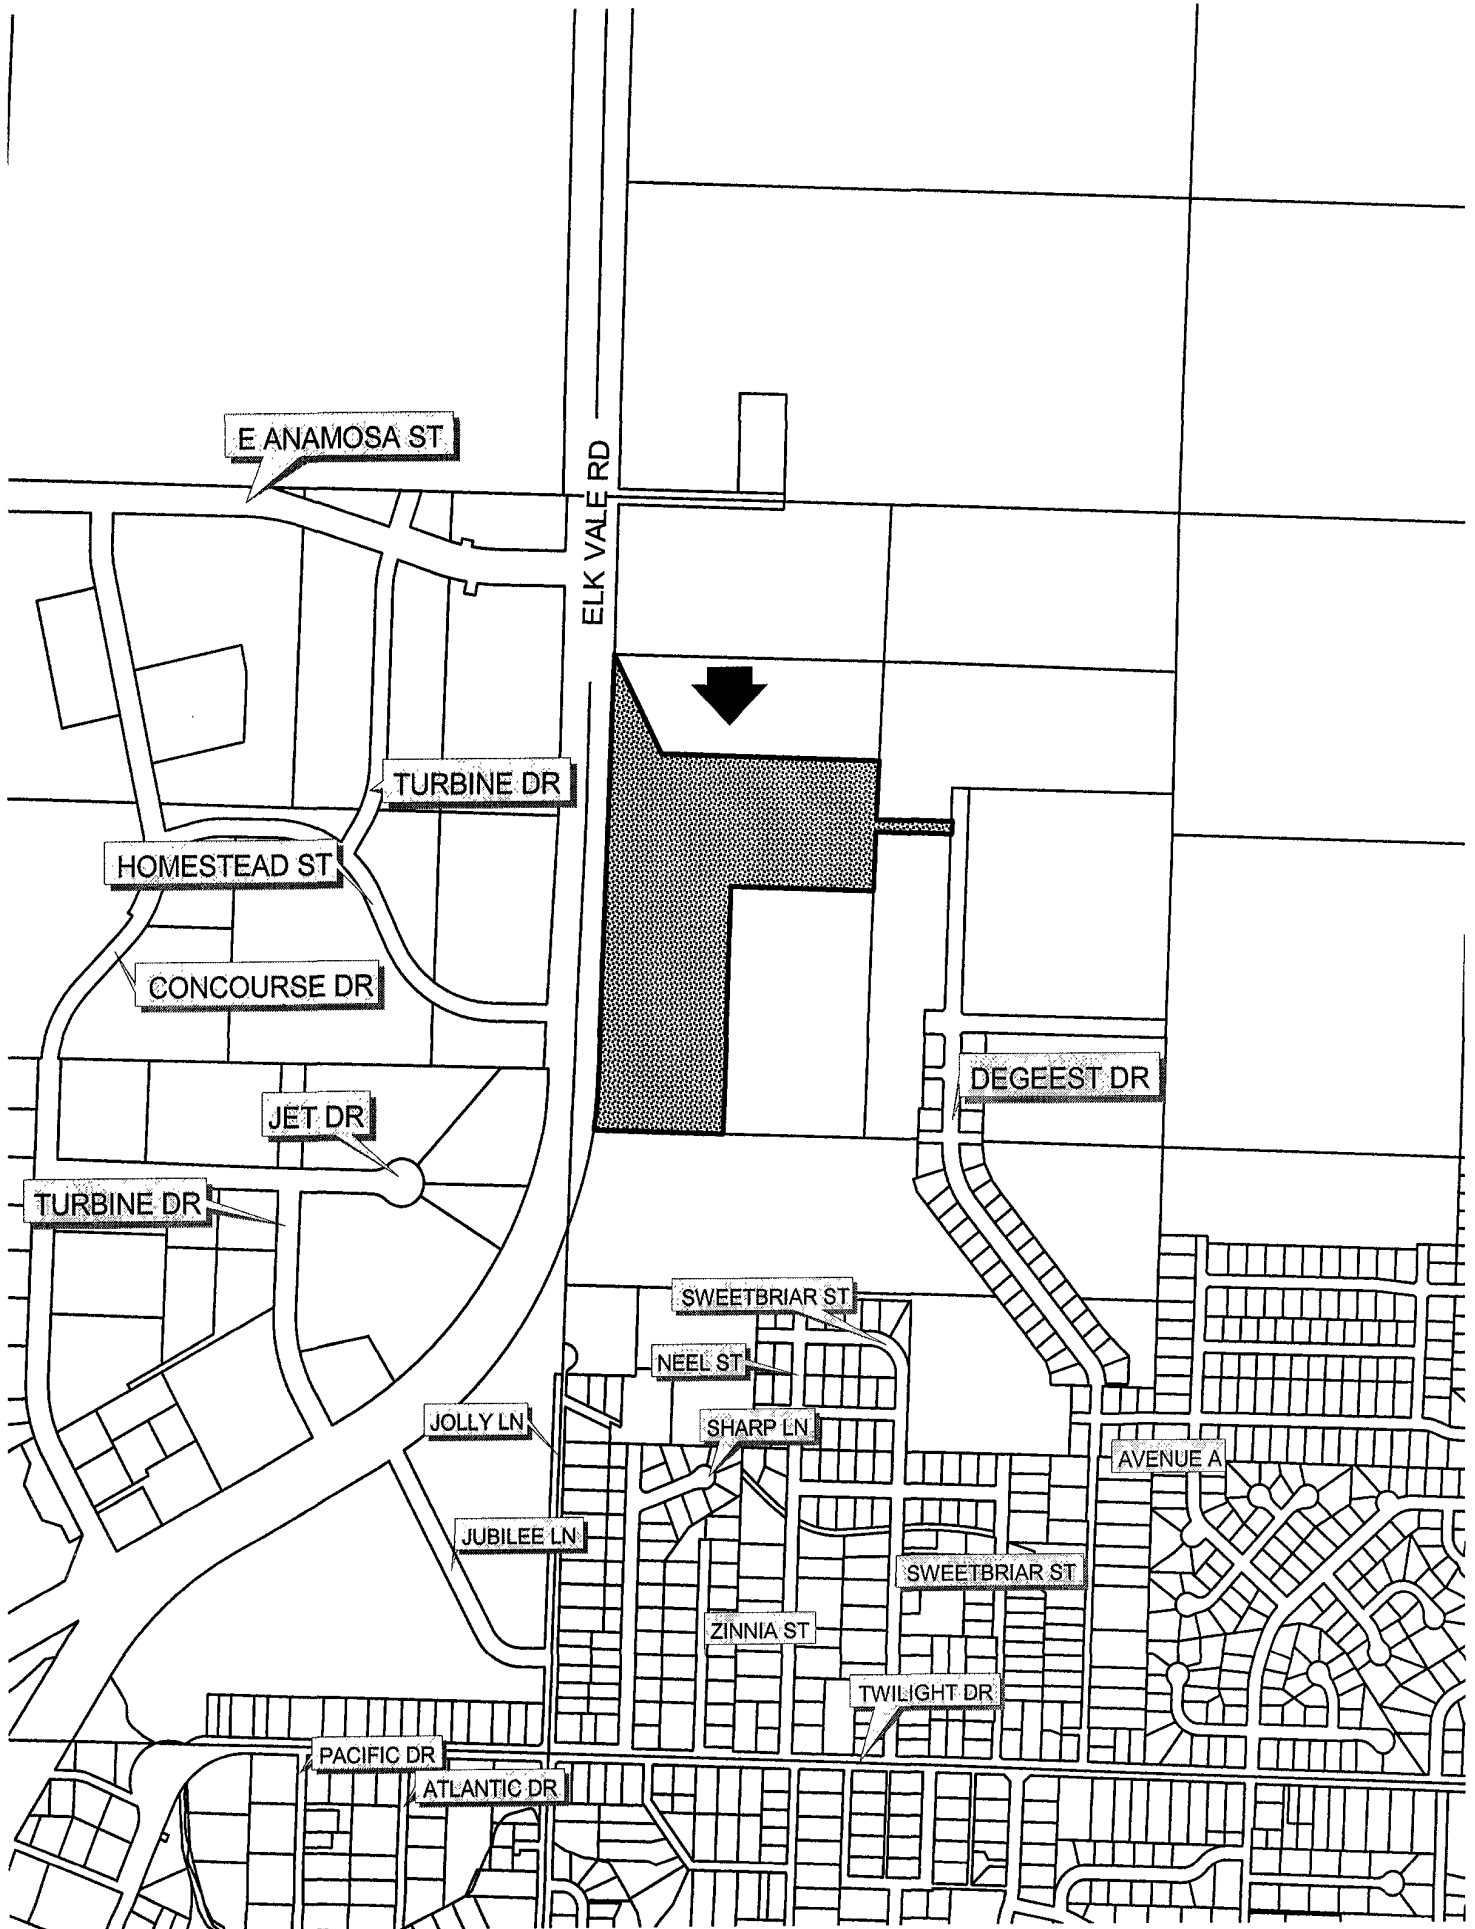 E ANAMOSA ST
ELK VALE RD
TURBINE DR
HOMESTEAD ST
CONCOURSE DR
DEGEEST DR
JET DR
TURBINE DR
SWEETBRIAR ST
NEEL ST
JOLLY LN
SHARP LN
AVENUE A
JUBILEE LN
SWEETBRIAR ST
ZINNIA ST
TWILIGHT DR
PACIFIC DR
ATLANTIC DR